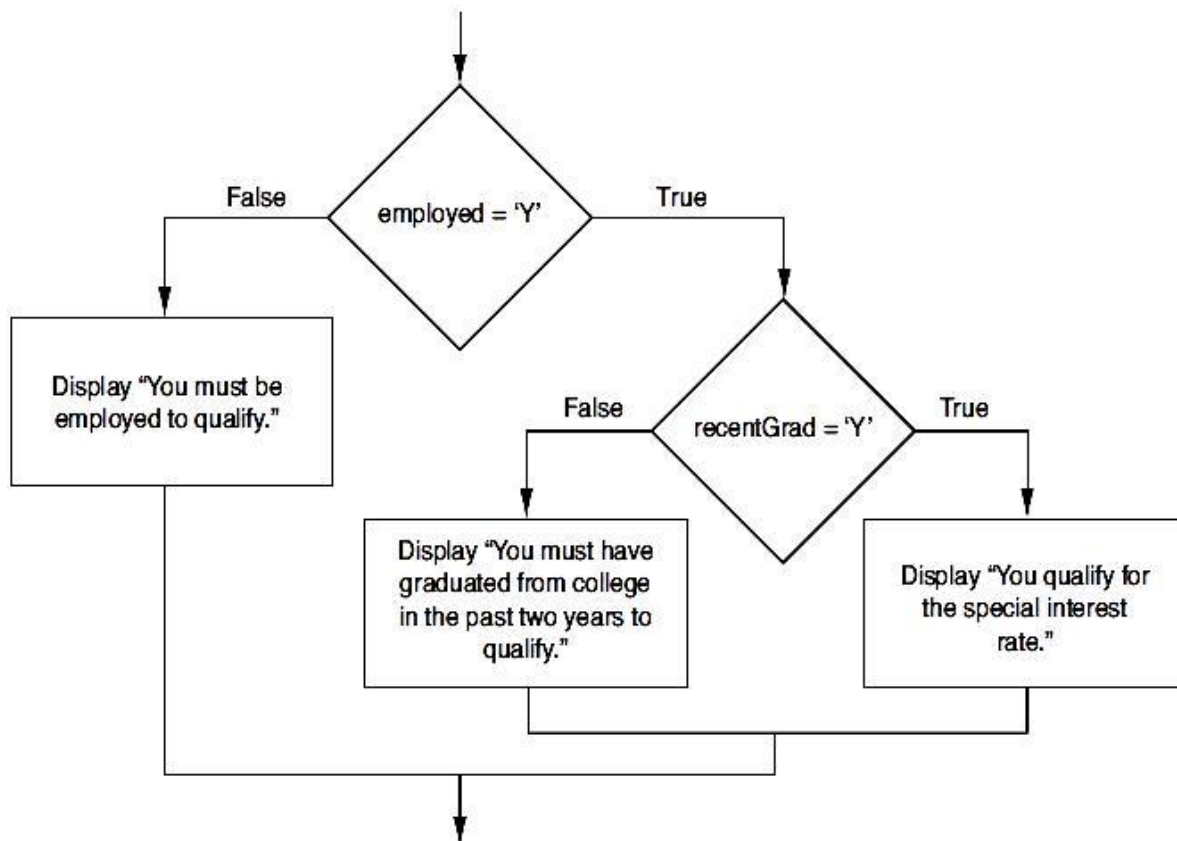 False
employed = ‘Y’
True
Display “You must be
employed to qualify.”
False
recentGrad = ‘Y’
True
Display “You must have
graduated from college
in the past two years to
qualify.”
Display “You qualify for
the special interest
rate.”